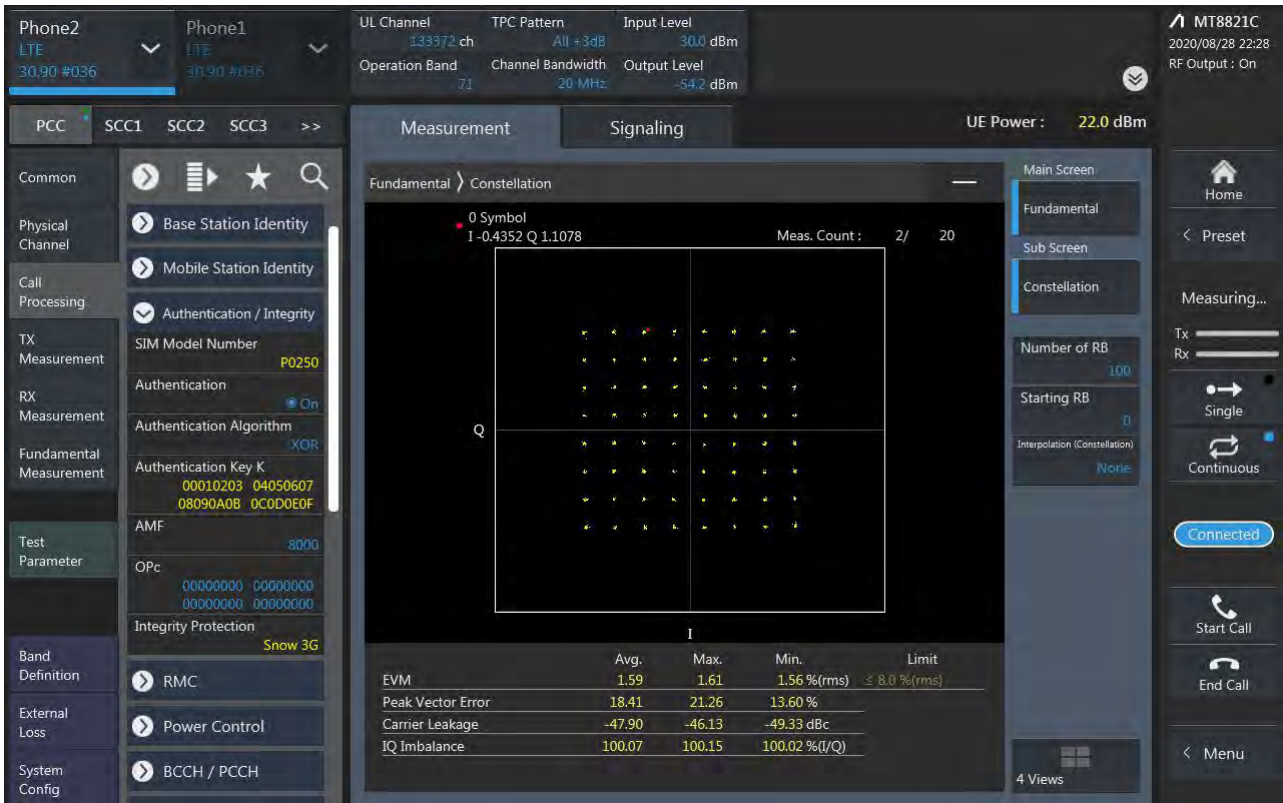 Phone2
LTE
30.90 #036
Phone1
LTE
30.90 #036
UL Channel
133372 ch
TPC Pattern
All +3dB
Input Level
30.0 dBm
Operation Band
71
Channel Bandwidth
20 MHz
Output Level
-54.2 dBm
MT8821C
2020/08/28 22:28
RF Output : On
PCC SCC1 SCC2 SCC3 >>
Measurement
Signaling
UE Power : 22.0 dBm
Common
Physical
Channel
Call
Processing
TX
Measurement
RX
Measurement
Fundamental
Measurement
Test
Parameter
Band
Definition
External
Loss
System
Config
Base Station Identity
Mobile Station Identity
Authentication / Integrity
SIM Model Number
P0250
Authentication
On
Authentication Algorithm
XOR
Authentication Key K
00010203 04050607
08090A0B 0C0D0E0F
AMF
8000
OPc
00000000 00000000
00000000 00000000
Integrity Protection
Snow 3G
RMC
Power Control
BCCH / PCCH
Fundamental 〉 Constellation
0 Symbol
I -0.4352 Q 1.1078
Meas. Count : 2/ 20
Q
I
Avg. Max. Min. Limit
EVM 1.59 1.61 1.56 %(rms) ≤ 8.0 %(rms)
Peak Vector Error 18.41 21.26 13.60 %
Carrier Leakage -47.90 -46.13 -49.33 dBc
IQ Imbalance 100.07 100.15 100.02 %(I/Q)
Main Screen
Fundamental
Sub Screen
Constellation
Number of RB
100
Starting RB
0
Interpolation (Constellation)
None
4 Views
Home
< Preset
Measuring...
Tx
Rx
Single
Continuous
Connected
Start Call
End Call
< Menu